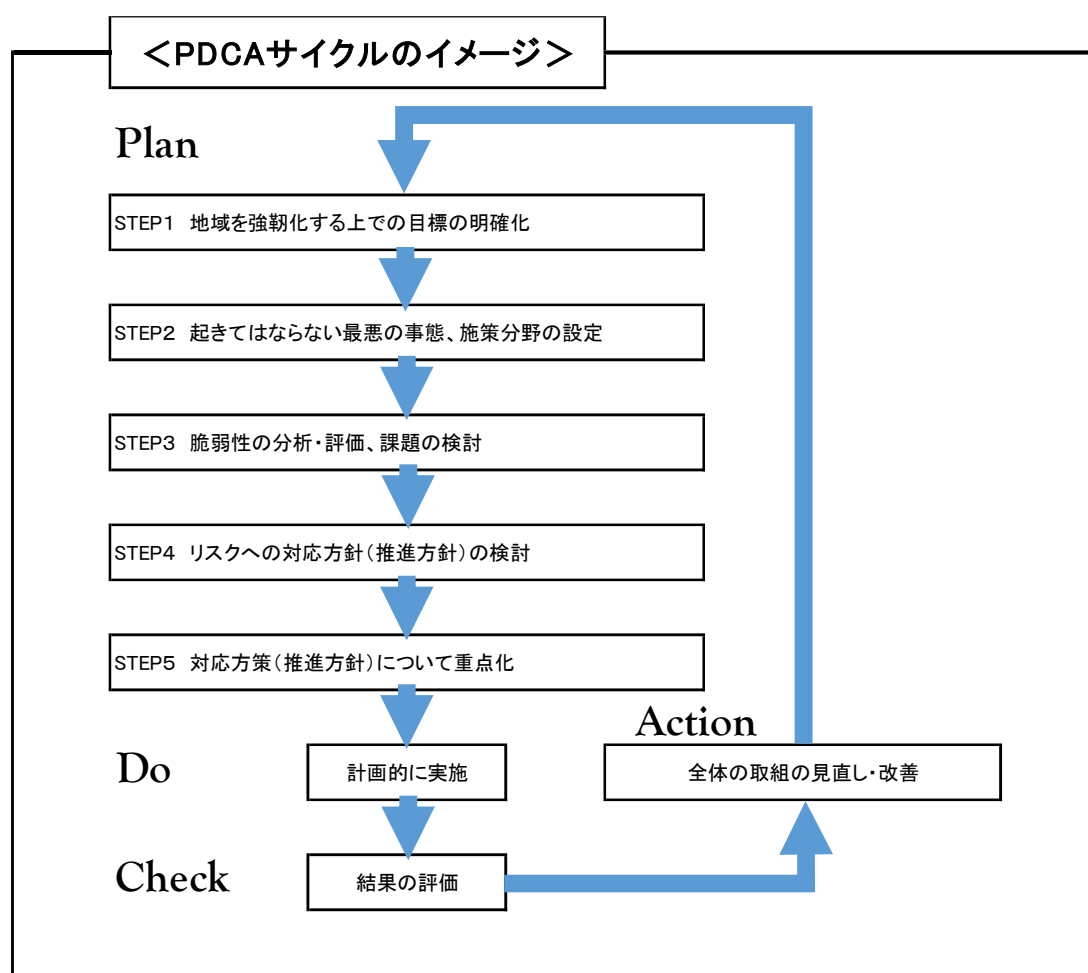 ＜PDCAサイクルのイメージ＞
Plan
STEP1 地域を強靭化する上での目標の明確化
STEP2 起きてはならない最悪の事態、施策分野の設定
STEP3 脆弱性の分析・評価、課題の検討
STEP4 リスクへの対応方針（推進方針）の検討
STEP5 対応方策（推進方針）について重点化
Action
Do
計画的に実施
全体の取組の見直し・改善
Check
結果の評価